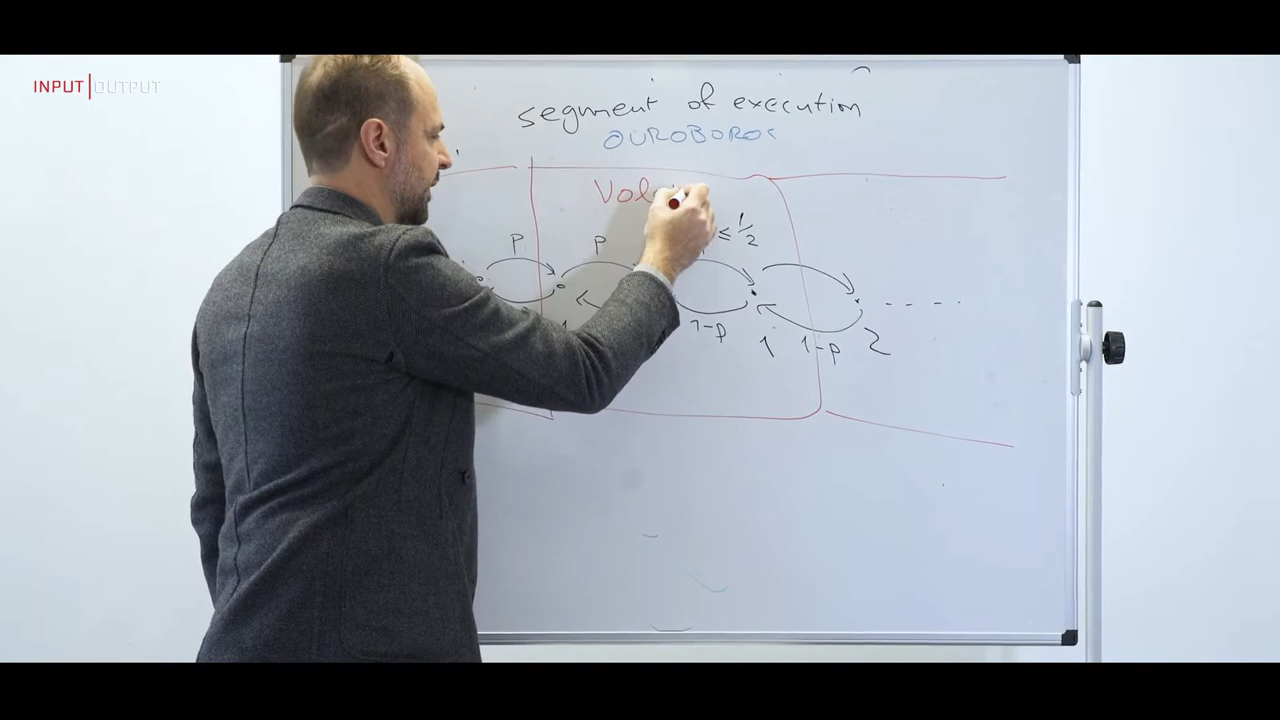 INPUT|OUTPUT
segment of execution
OUROBOROS
≤ 1/2
p p
1-p 1 1-p 2